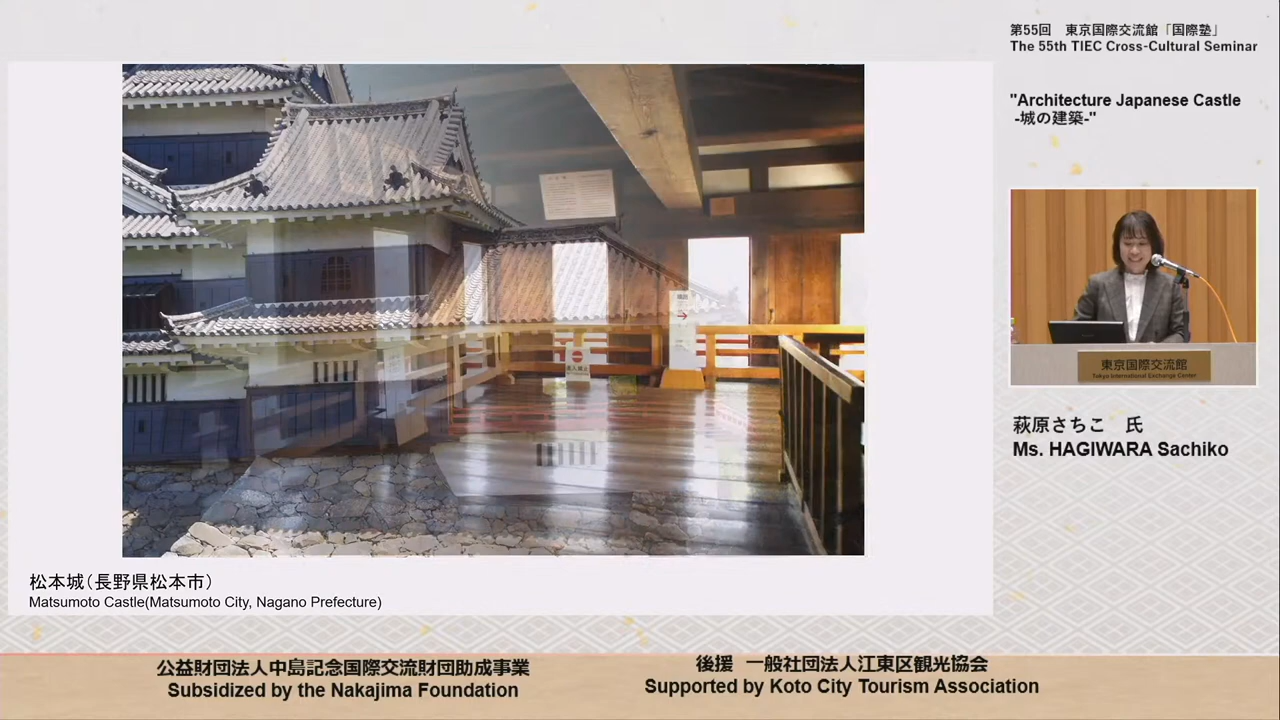 第55回　東京国際交流館「国際塾」
The 55th TIEC Cross-Cultural Seminar
"Architecture Japanese Castle
-城の建築-"
東京国際交流館
Tokyo International Exchange Center
萩原さちこ　氏
Ms. HAGIWARA Sachiko
松本城（長野県松本市）
Matsumoto Castle(Matsumoto City, Nagano Prefecture)
公益財団法人中島記念国際交流財団助成事業
Subsidized by the Nakajima Foundation
後援　一般社団法人江東区観光協会
Supported by Koto City Tourism Association